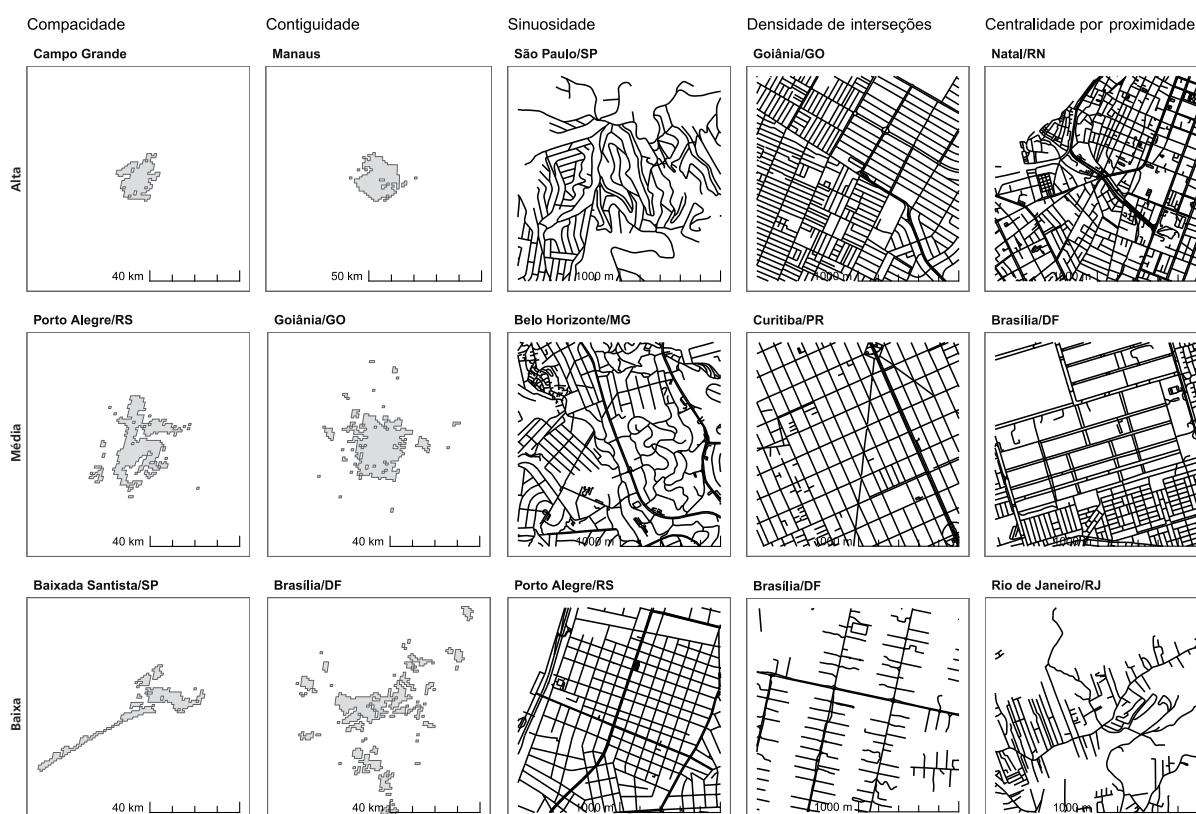 Compacidade
Contiguidade
Sinuosidade
Densidade de interseções
Centralidade por proximidade
Campo Grande
Manaus
São Paulo/SP
Goiânia/GO
Natal/RN
Alta
40 km
50 km
1000 m
1000 m
1000 m
Porto Alegre/RS
Goiânia/GO
Belo Horizonte/MG
Curitiba/PR
Brasília/DF
Média
40 km
40 km
1000 m
1000 m
1000 m
Baixada Santista/SP
Brasília/DF
Porto Alegre/RS
Brasília/DF
Rio de Janeiro/RJ
Baixa
40 km
40 km
1000 m
1000 m
1000 m